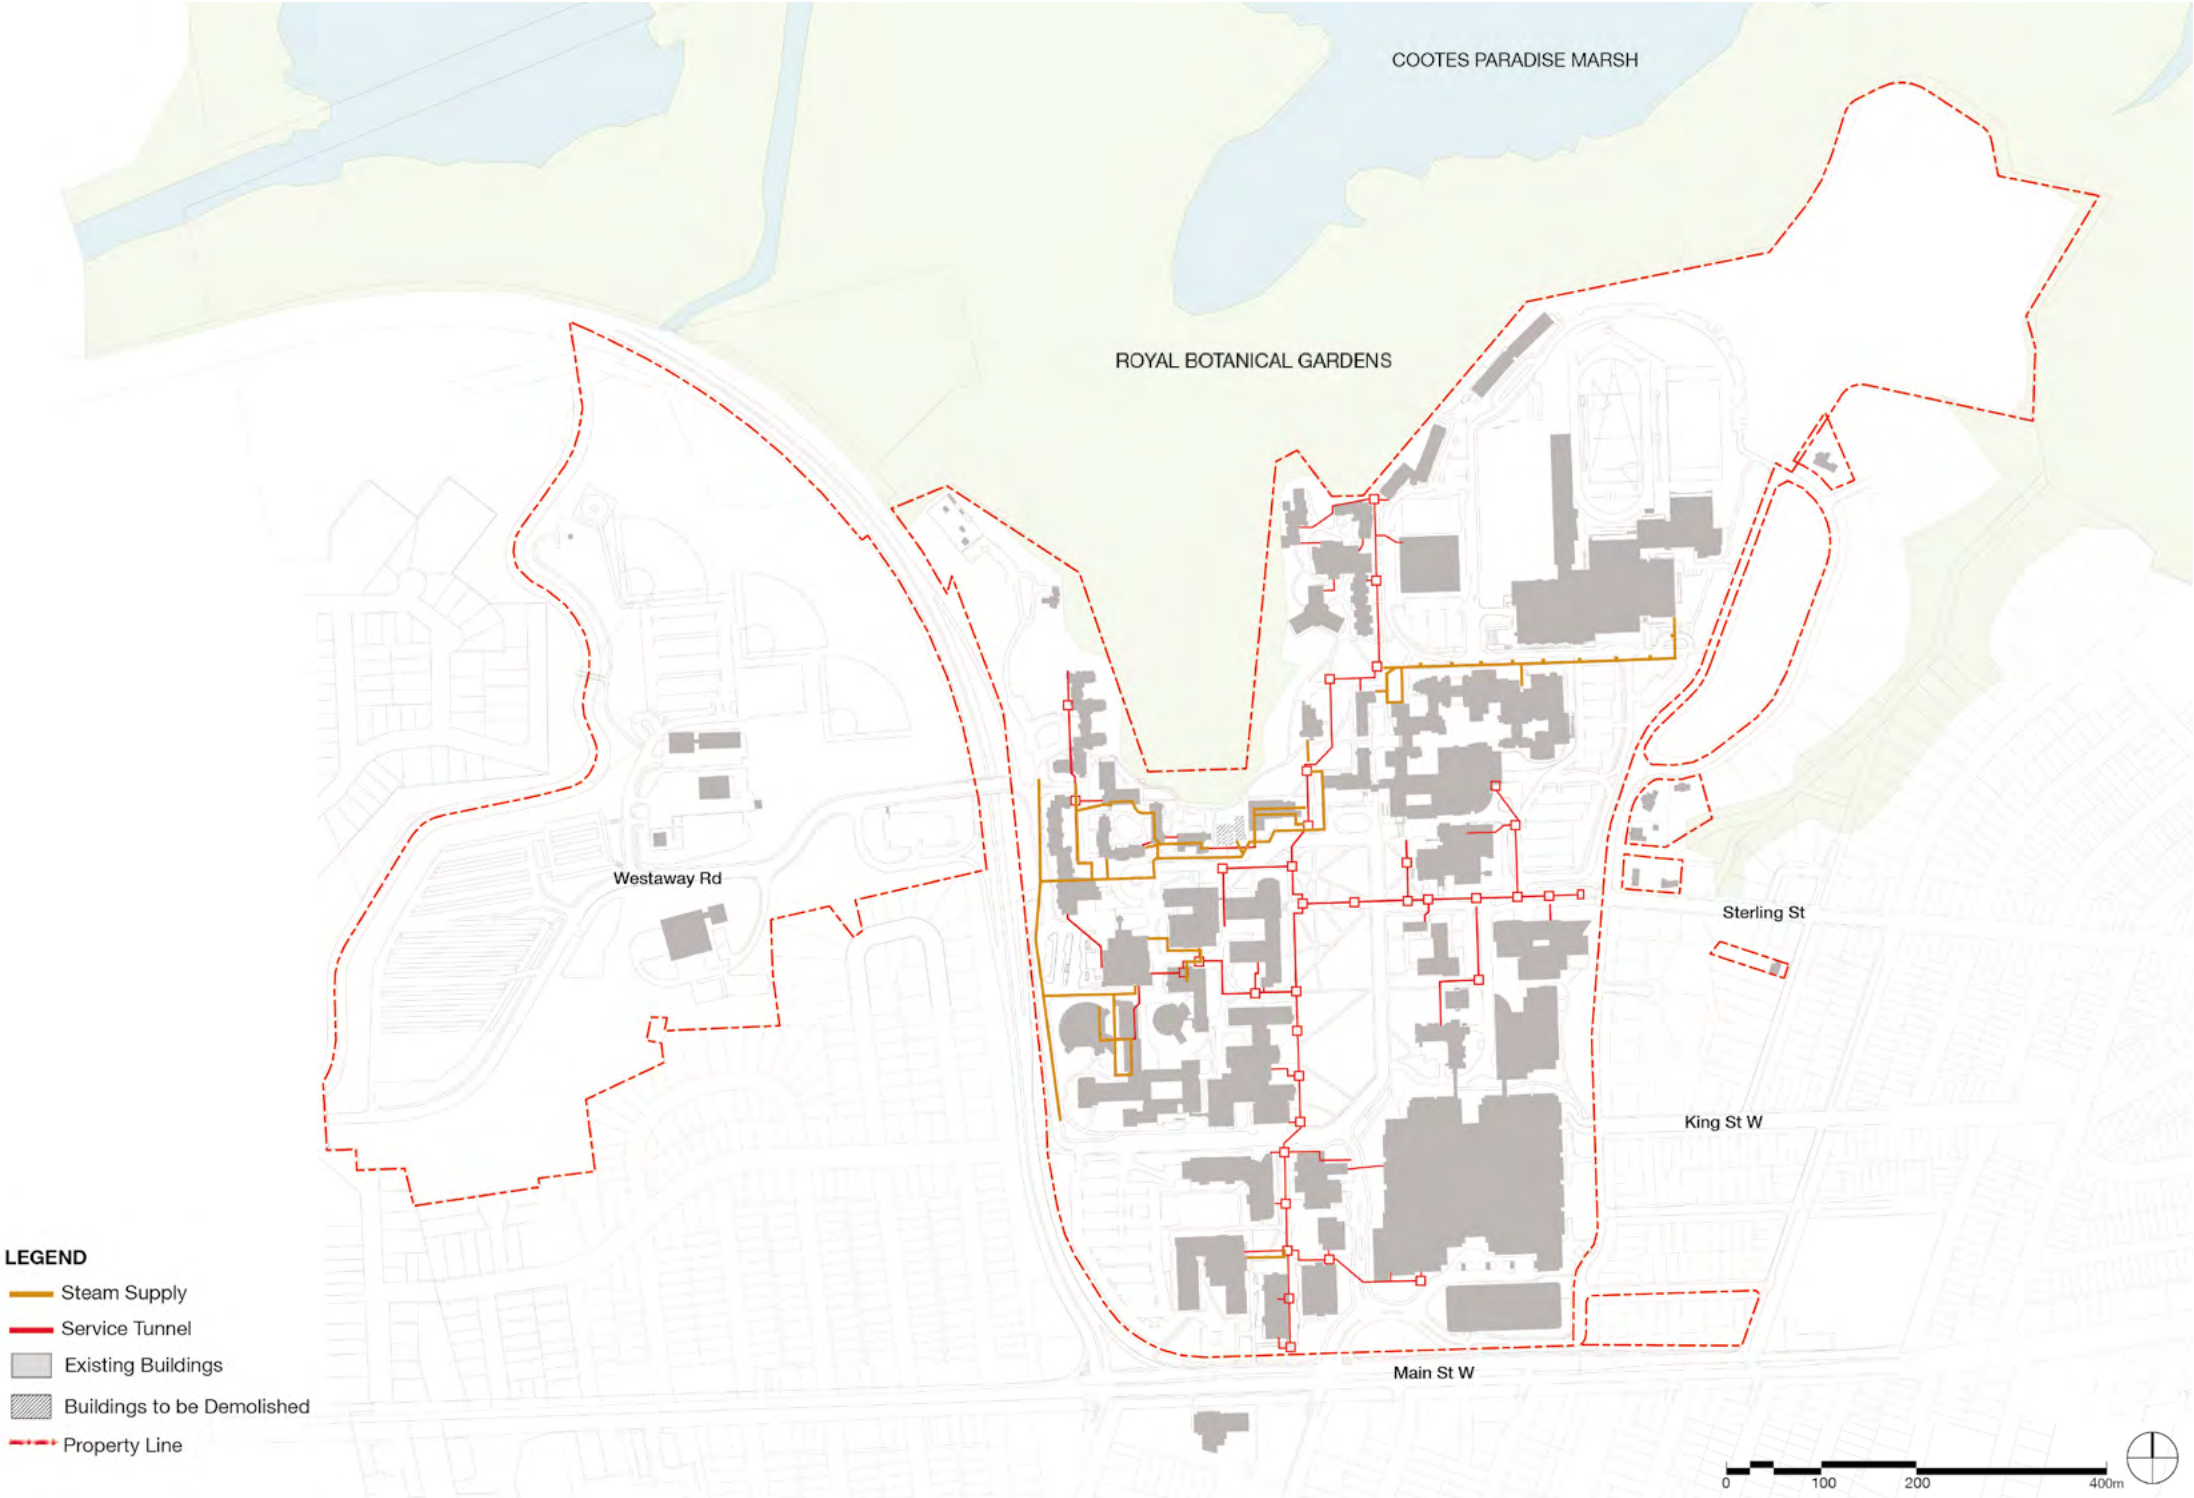 COOTES PARADISE MARSH
ROYAL BOTANICAL GARDENS
Westaway Rd
Sterling St
King St W
Main St W
LEGEND
Steam Supply
Service Tunnel
Existing Buildings
Buildings to be Demolished
Property Line
0 100 200 400m